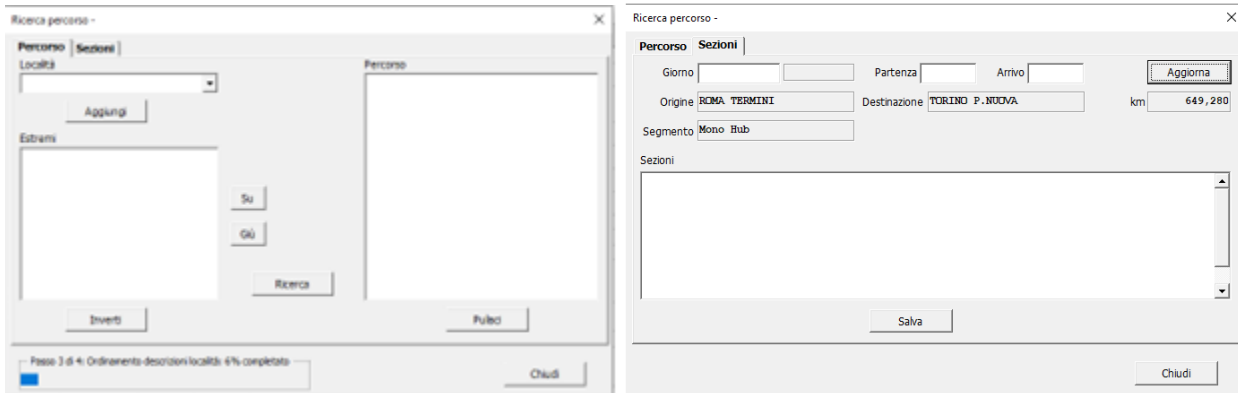 Ricerca percorso -
Percorso Sezioni
Località
Percorso
Aggiungi
Estremi
Su
Giù
Ricerca
Inverti
Pulisci
Passo 3 di 4: Ordinamento descrizioni località: 6% completato
Chiudi
Ricerca percorso -
Percorso Sezioni
Giorno Partenza Arrivo Aggiorna
Origine ROMA TERMINI Destinazione TORINO P.NUOVA km 649,280
Segmento Mono Hub
Sezioni
Salva
Chiudi